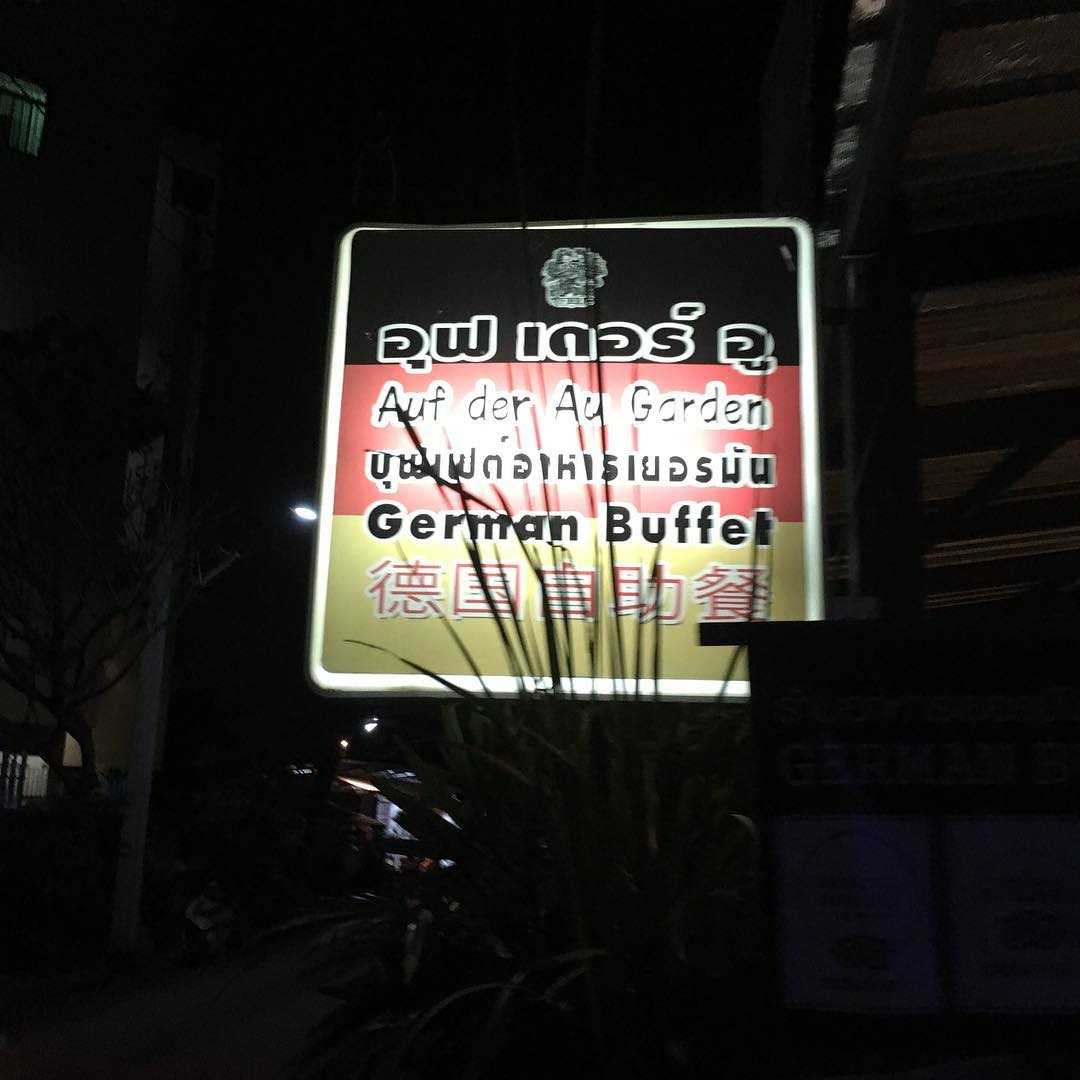 อุฟ เดอร์ อู
Auf der Au Garden
บุฟเฟต์อาหารเยอรมัน
German Buffet
德国自助餐
GERMAN